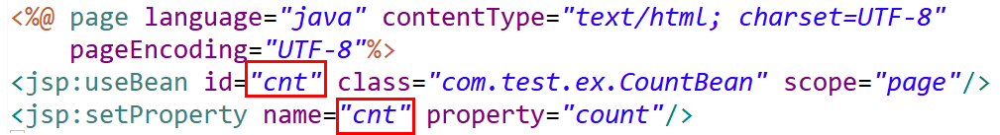 <%@ page language="java" contentType="text/html; charset=UTF-8"
pageEncoding="UTF-8"%>
<jsp:useBean id="cnt" class="com.test.ex.CountBean" scope="page"/>
<jsp:setProperty name="cnt" property="count"/>